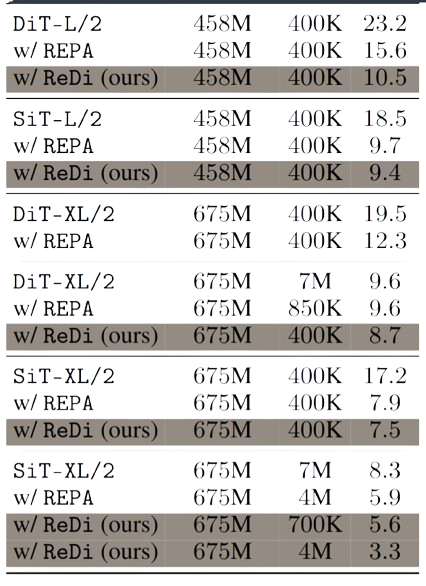 DiT-L/2 458M 400K 23.2
w/ REPA 458M 400K 15.6
w/ ReDi (ours) 458M 400K 10.5
SiT-L/2 458M 400K 18.5
w/ REPA 458M 400K 9.7
w/ ReDi (ours) 458M 400K 9.4
DiT-XL/2 675M 400K 19.5
w/ REPA 675M 400K 12.3
DiT-XL/2 675M 7M 9.6
w/ REPA 675M 850K 9.6
w/ ReDi (ours) 675M 400K 8.7
SiT-XL/2 675M 400K 17.2
w/ REPA 675M 400K 7.9
w/ ReDi (ours) 675M 400K 7.5
SiT-XL/2 675M 7M 8.3
w/ REPA 675M 4M 5.9
w/ ReDi (ours) 675M 700K 5.6
w/ ReDi (ours) 675M 4M 3.3